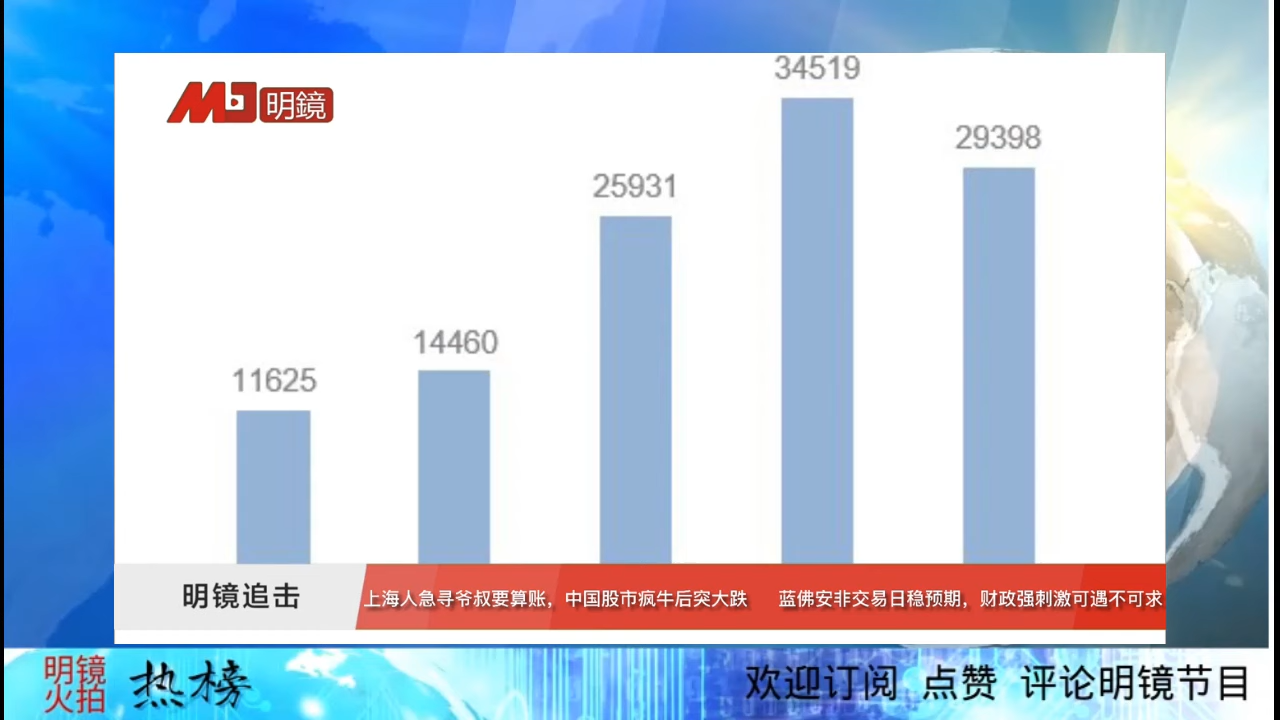 34519
明鏡
29398
25931
14460
11625
明镜追击
上海人急寻爷叔要算账，中国股市疯牛后突大跌 蓝佛安非交易日稳预期，财政强刺激可遇不可求
明镜
火拍
热榜
欢迎订阅 点赞 评论明镜节目